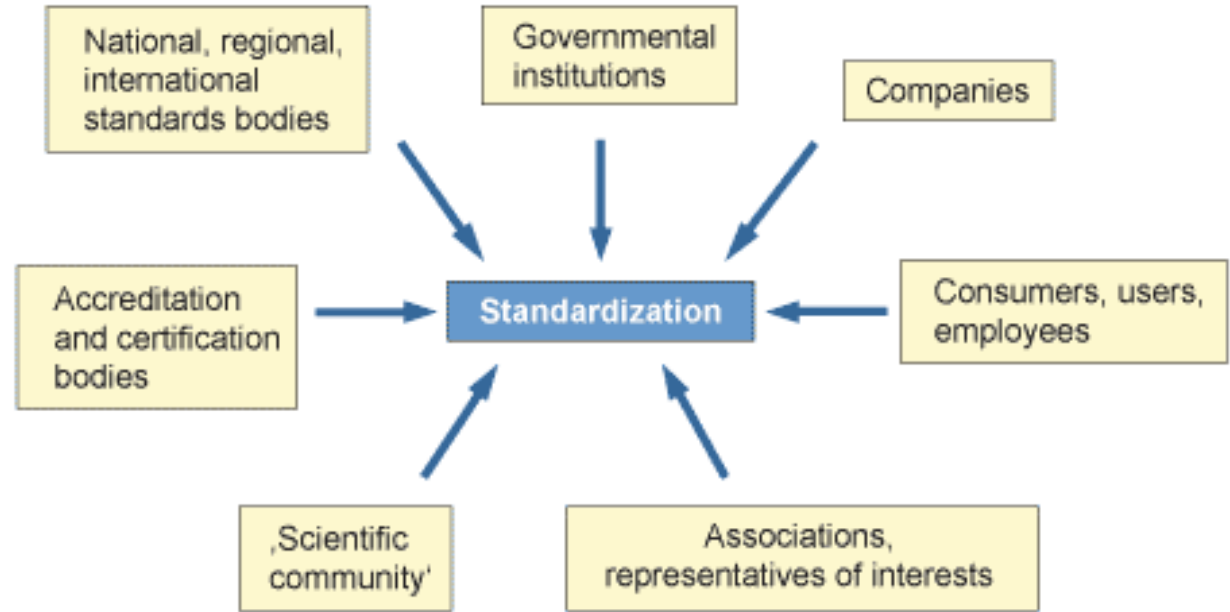 National, regional,
international
standards bodies
Governmental
institutions
Companies
Accreditation
and certification
bodies
Standardization
Consumers, users,
employees
‚Scientific
community‘
Associations,
representatives of interests